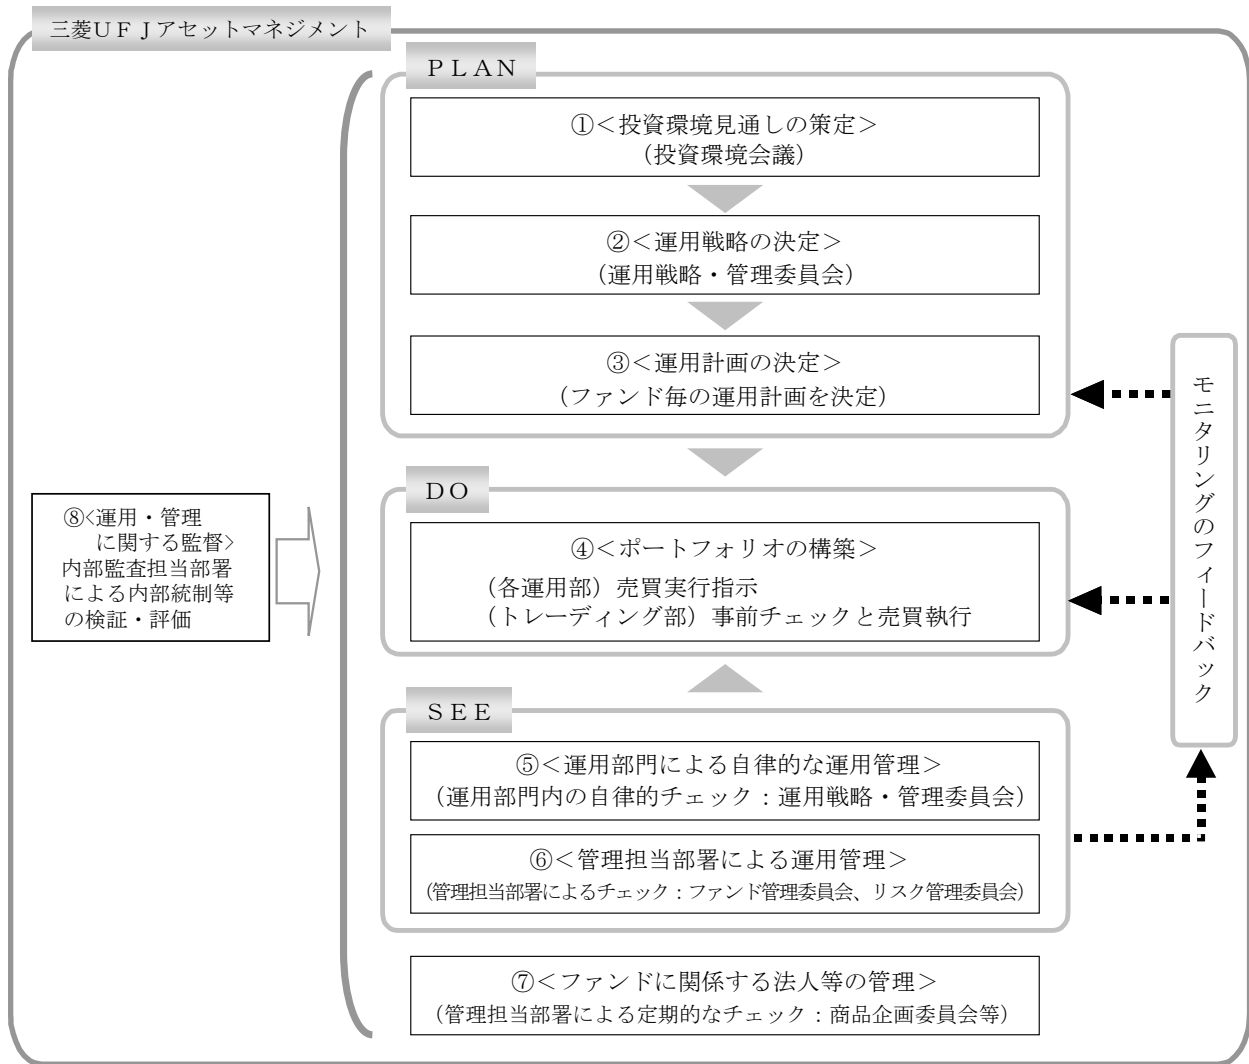 三菱ＵＦＪアセットマネジメント
ＰＬＡＮ
①＜投資環境見通しの策定＞
（投資環境会議）
②＜運用戦略の決定＞
（運用戦略・管理委員会）
③＜運用計画の決定＞
（ファンド毎の運用計画を決定）
ＤＯ
④＜ポートフォリオの構築＞
（各運用部）売買実行指示
（トレーディング部）事前チェックと売買執行
ＳＥＥ
⑤＜運用部門による自律的な運用管理＞
（運用部門内の自律的チェック：運用戦略・管理委員会）
⑥＜管理担当部署による運用管理＞
（管理担当部署によるチェック：ファンド管理委員会、リスク管理委員会）
⑦＜ファンドに関係する法人等の管理＞
（管理担当部署による定期的なチェック：商品企画委員会等）
⑧<運用・管理
に関する監督>
内部監査担当部署
による内部統制等
の検証・評価
モニタリングのフィードバック